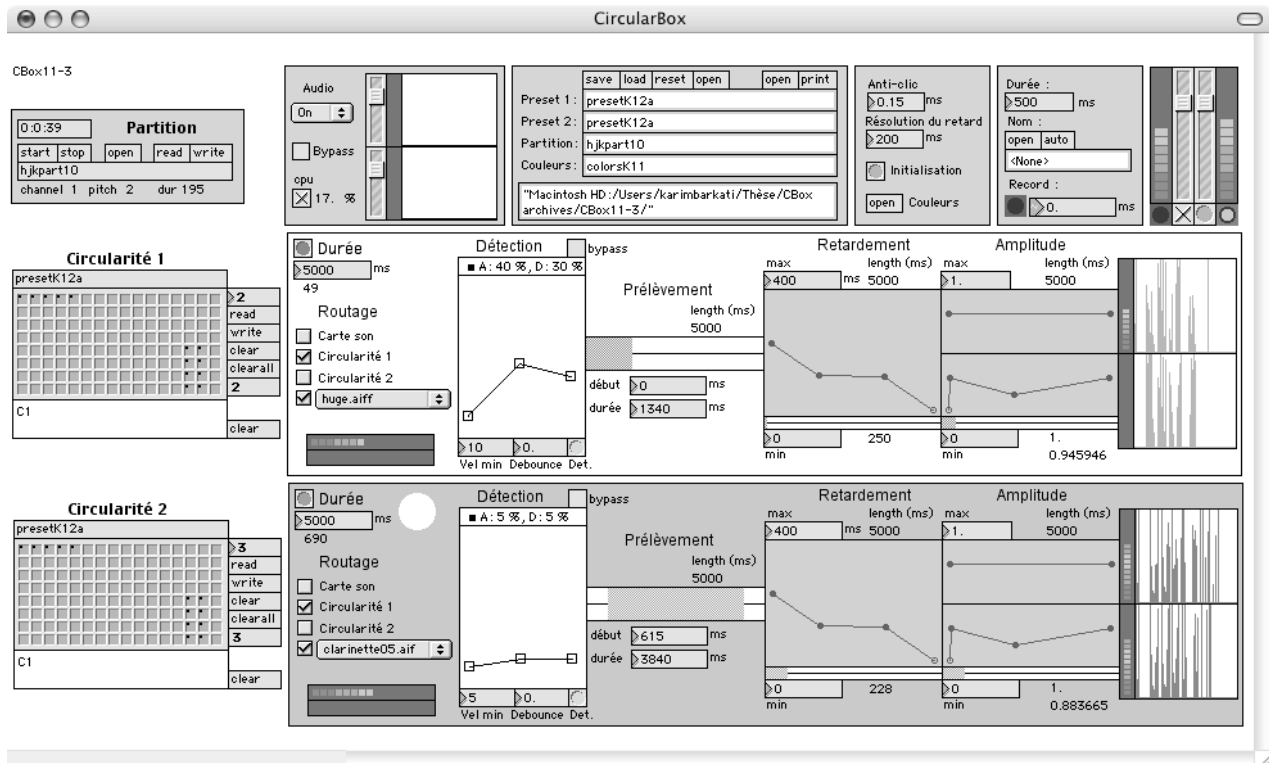 CircularBox
CBox11-3
0:0:39 Partition
start stop open read write
hjkpart10
channel 1 pitch 2 dur 195
Audio
On
Bypass
cpu
17. %
save load reset open open print
Preset 1 : presetK12a
Preset 2 : presetK12a
Partition : hjkpart10
Couleurs : colorsK11
"Macintosh HD:/Users/karimbarkati/Thèse/CBox
archives/CBox11-3/"
Anti-clic
0.15 ms
Résolution du retard
200 ms
Initialisation
open Couleurs
Durée :
500 ms
Nom :
open auto
<None>
Record :
0. ms
Circularité 1
presetK12a
2
read
write
clear
clearall
2
C1
clear
Durée
5000 ms
49
Routage
Carte son
Circularité 1
Circularité 2
huge.aiff
Détection bypass
A: 40 %, D: 30 %
10 0.
Vel min Debounce Det.
Prélèvement
length (ms)
5000
début 0 ms
durée 1340 ms
Retardement
max length (ms)
400 ms 5000
0 250
min
Amplitude
max length (ms)
1. 5000
0 1.
min 0.945946
Circularité 2
presetK12a
3
read
write
clear
clearall
3
C1
clear
Durée
5000 ms
690
Routage
Carte son
Circularité 1
Circularité 2
clarinette05.aif
Détection bypass
A: 5 %, D: 5 %
5 0.
Vel min Debounce Det.
Prélèvement
length (ms)
5000
début 615 ms
durée 3840 ms
Retardement
max length (ms)
400 ms 5000
0 228
min
Amplitude
max length (ms)
1. 5000
0 1.
min 0.883665